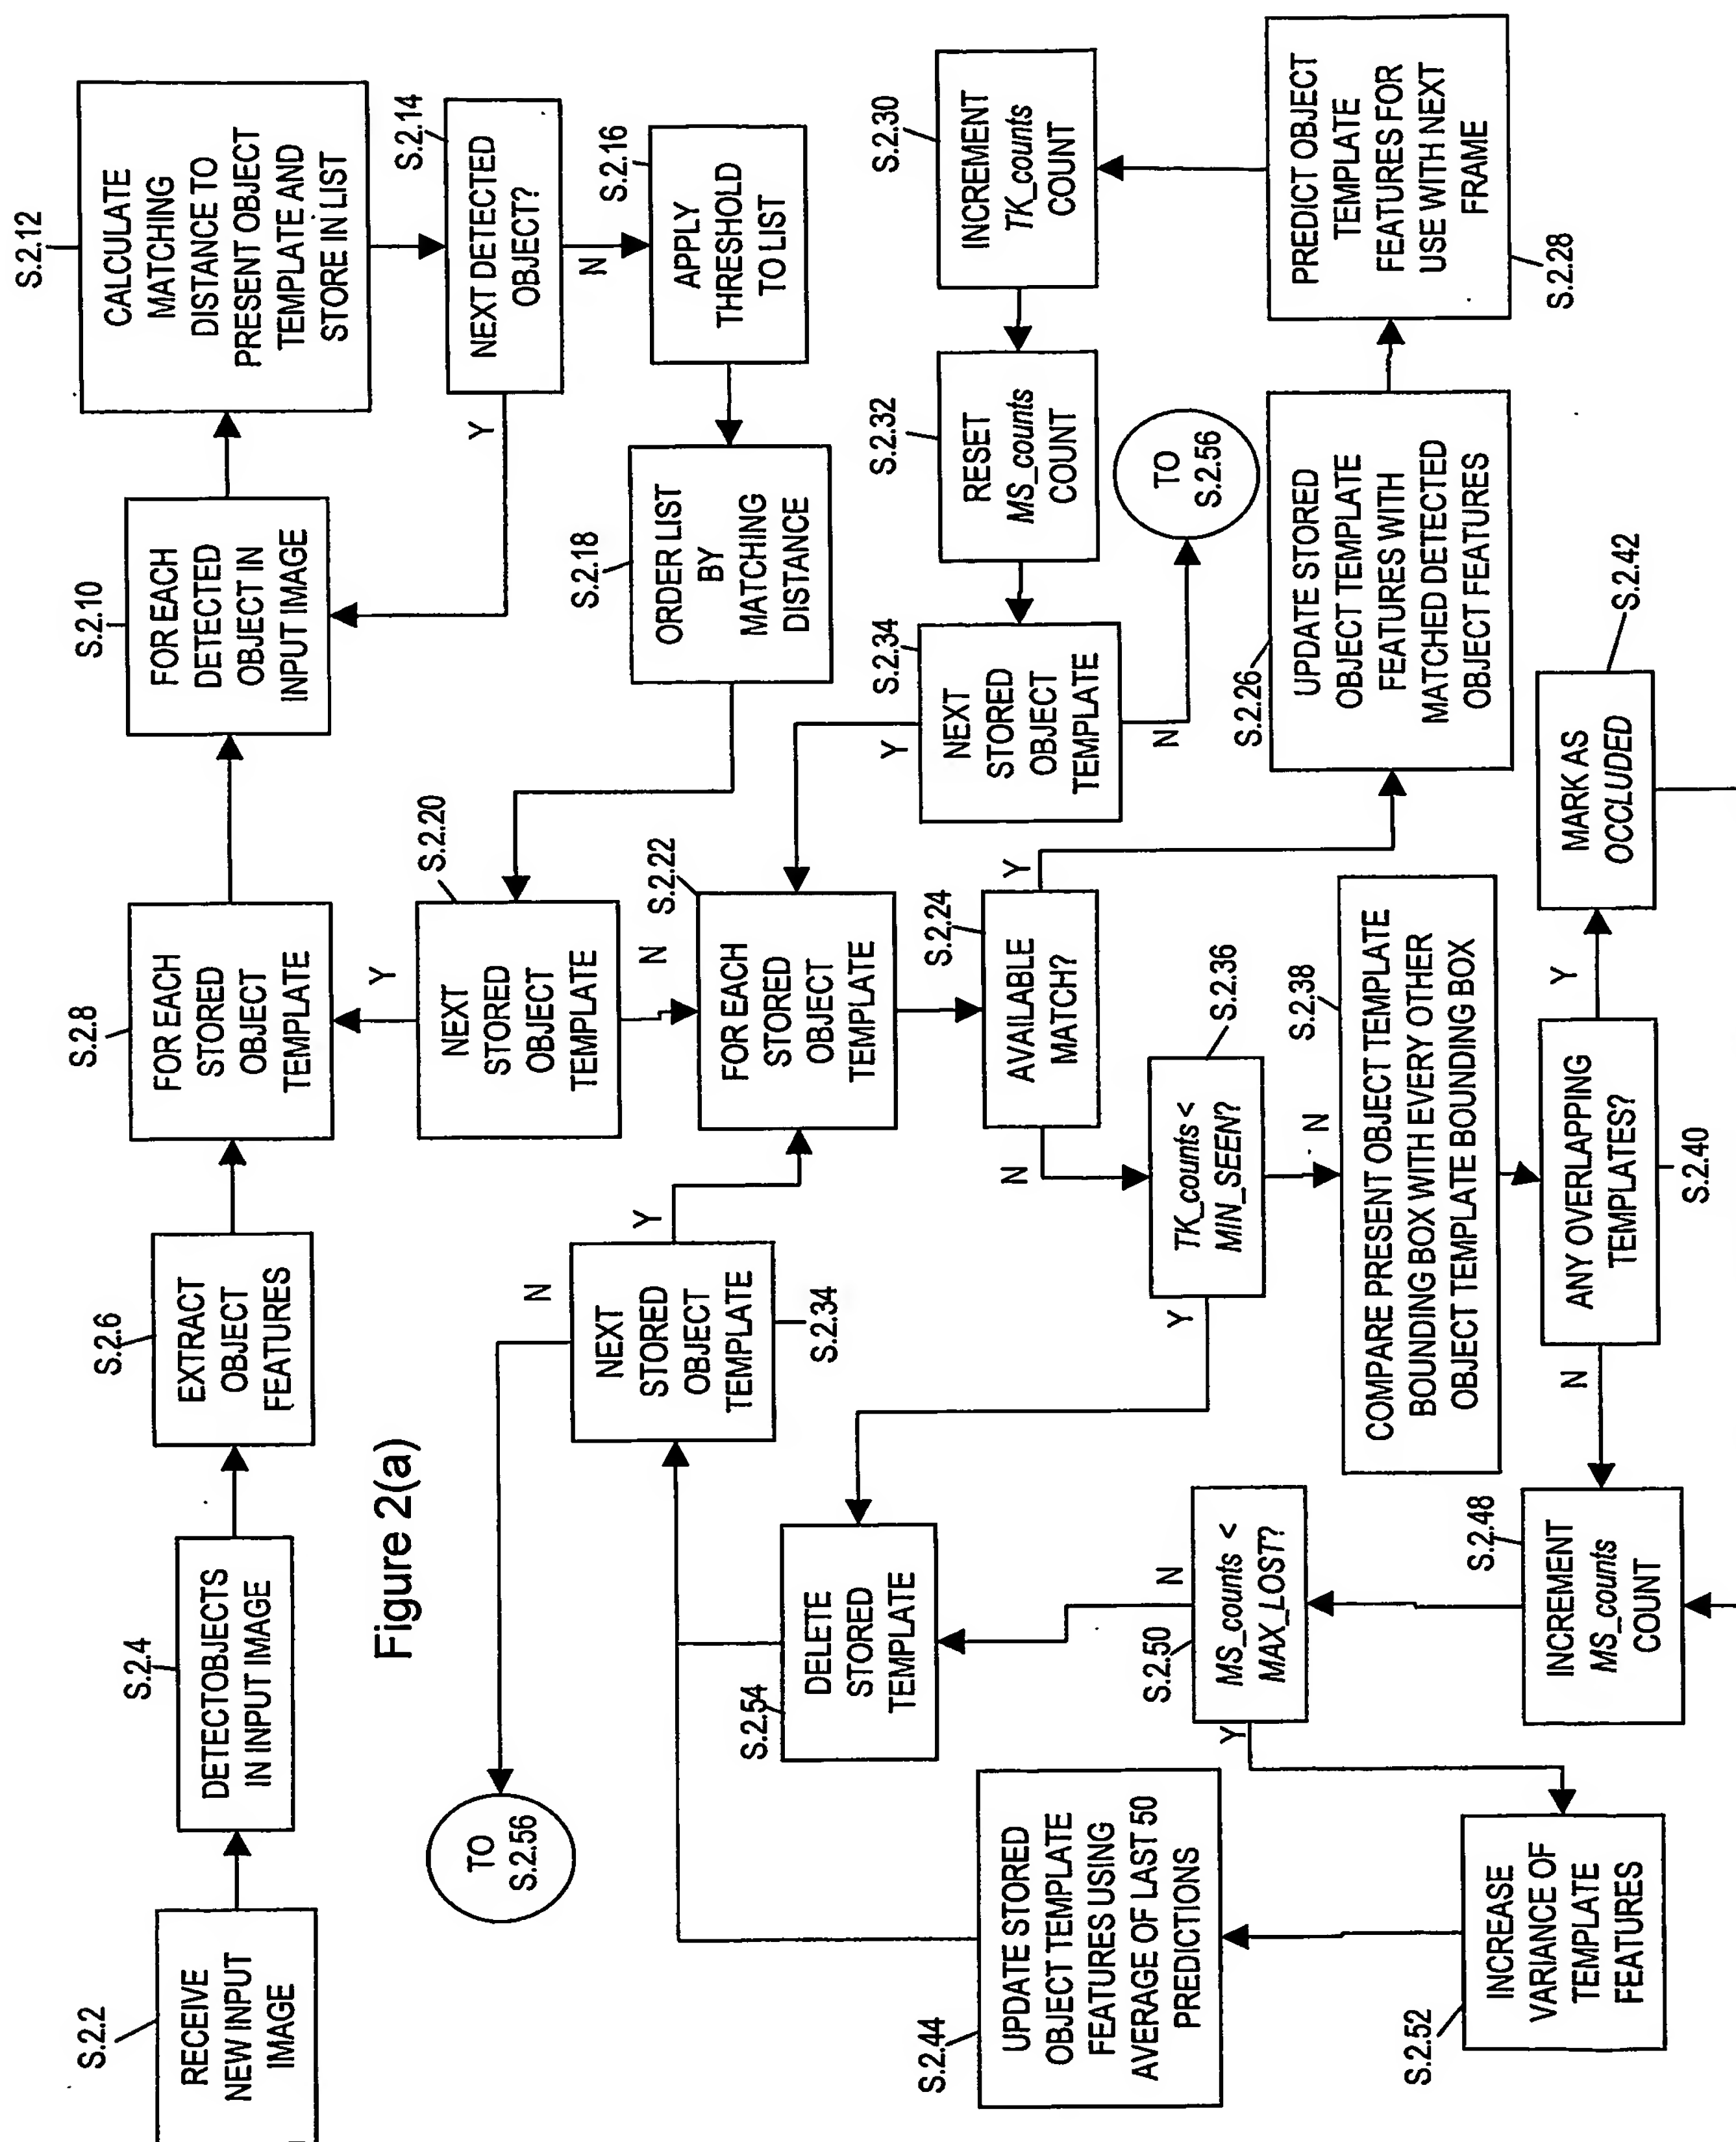 S.2.2
RECEIVE
NEW INPUT
IMAGE
S.2.4
DETECTOBJECTS
IN INPUT IMAGE
S.2.6
EXTRACT
OBJECT
FEATURES
S.2.8
FOR EACH
STORED
OBJECT
TEMPLATE
S.2.10
FOR EACH
DETECTED
OBJECT IN
INPUT IMAGE
S.2.12
CALCULATE
MATCHING
DISTANCE TO
PRESENT OBJECT
TEMPLATE AND
STORE IN LIST
S.2.14
NEXT DETECTED
OBJECT?
Y
N
S.2.16
APPLY
THRESHOLD
TO LIST
S.2.18
ORDER LIST
BY
MATCHING
DISTANCE
S.2.20
NEXT
STORED
OBJECT
TEMPLATE
Y
N
Figure 2(a)
S.2.22
FOR EACH
STORED
OBJECT
TEMPLATE
S.2.24
AVAILABLE
MATCH?
Y
N
S.2.26
UPDATE STORED
OBJECT TEMPLATE
FEATURES WITH
MATCHED DETECTED
OBJECT FEATURES
S.2.28
PREDICT OBJECT
TEMPLATE
FEATURES FOR
USE WITH NEXT
FRAME
S.2.30
INCREMENT
TK_counts
COUNT
S.2.32
RESET
MS_counts
COUNT
S.2.34
NEXT
STORED
OBJECT
TEMPLATE
Y
N
TO
S.2.56
S.2.36
TK_counts <
MIN_SEEN?
Y
N
S.2.38
COMPARE PRESENT OBJECT TEMPLATE
BOUNDING BOX WITH EVERY OTHER
OBJECT TEMPLATE BOUNDING BOX
S.2.40
ANY OVERLAPPING
TEMPLATES?
Y
N
S.2.42
MARK AS
OCCLUDED
S.2.48
INCREMENT
MS_counts
COUNT
S.2.50
MS_counts <
MAX_LOST?
Y
N
S.2.52
INCREASE
VARIANCE OF
TEMPLATE
FEATURES
S.2.44
UPDATE STORED
OBJECT TEMPLATE
FEATURES USING
AVERAGE OF LAST 50
PREDICTIONS
S.2.54
DELETE
STORED
TEMPLATE
S.2.34
NEXT
STORED
OBJECT
TEMPLATE
Y
N
TO
S.2.56